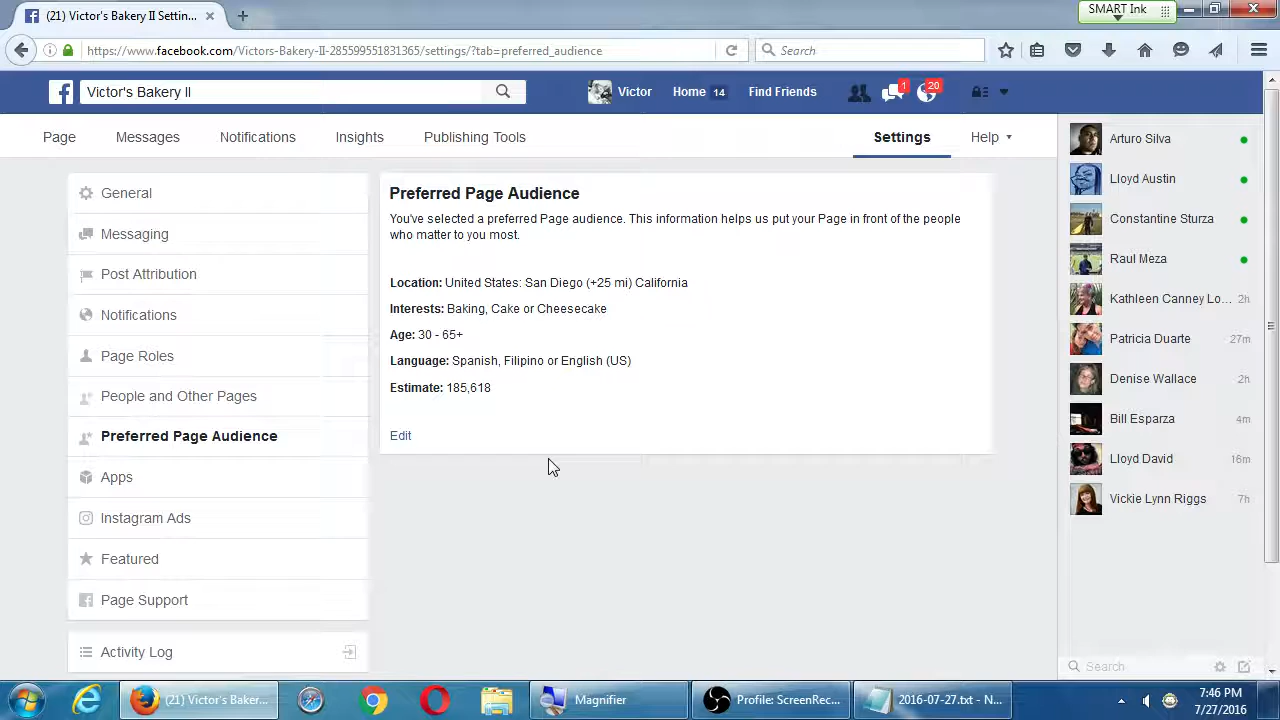 (21) Victor's Bakery II Settin...
SMART Ink
https://www.facebook.com/Victors-Bakery-II-285599551831365/settings/?tab=preferred_audience
Search
Victor's Bakery II
Victor
Home 14
Find Friends
1
20
Page
Messages
Notifications
Insights
Publishing Tools
Settings
Help
General
Messaging
Post Attribution
Notifications
Page Roles
People and Other Pages
Preferred Page Audience
Apps
Instagram Ads
Featured
Page Support
Activity Log
Preferred Page Audience
You've selected a preferred Page audience. This information helps us put your Page in front of the people
who matter to you most.
Location: United States: San Diego (+25 mi) California
Interests: Baking, Cake or Cheesecake
Age: 30 - 65+
Language: Spanish, Filipino or English (US)
Estimate: 185,618
Edit
Arturo Silva
Lloyd Austin
Constantine Sturza
Raul Meza
Kathleen Canney Lo... 2h
Patricia Duarte 27m
Denise Wallace 2h
Bill Esparza 4m
Lloyd David 16m
Vickie Lynn Riggs 7h
Search
(21) Victor's Baker...
Magnifier
Profile: ScreenRec...
2016-07-27.txt - N...
7:46 PM
7/27/2016